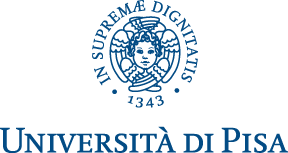 IN SUPREMÆ DIGNITATIS
· 1343 ·
UNIVERSITÀ DI PISA